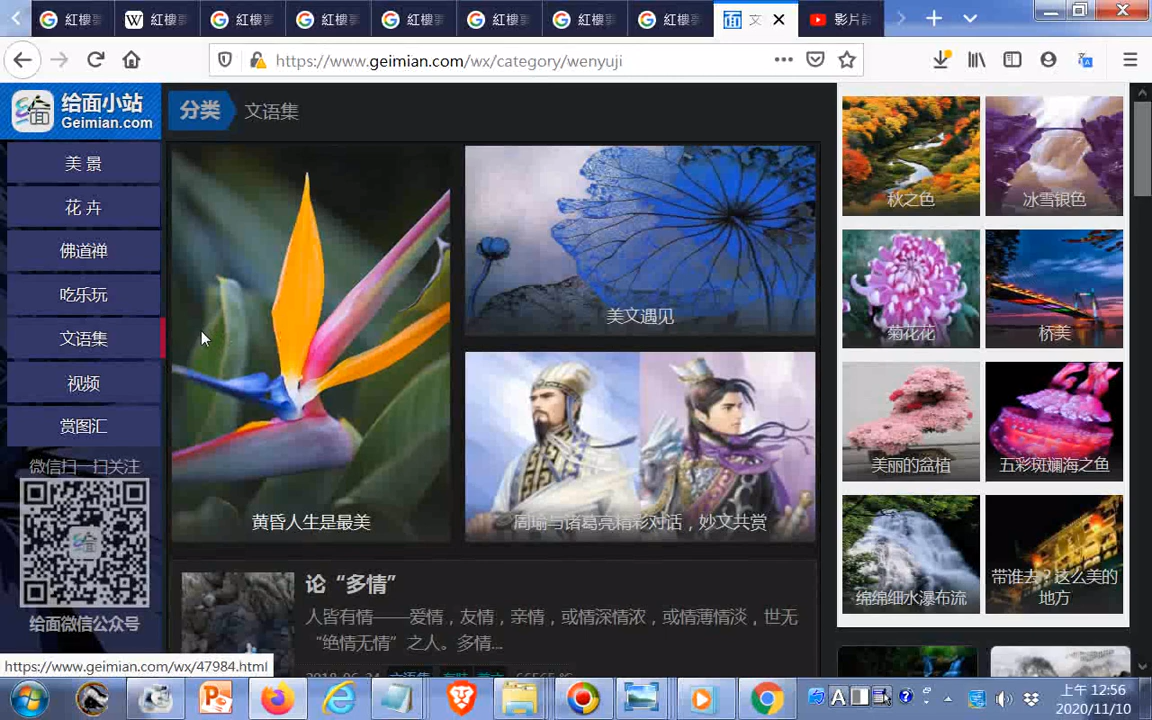 紅樓夢
紅樓夢
紅樓夢
紅樓夢
紅樓夢
紅樓夢
紅樓夢
紅樓夢
文
影片
https://www.geimian.com/wx/category/wenyuji
给面小站
Geimian.com
美 景
花 卉
佛道禅
吃乐玩
文语集
视频
赏图汇
微信扫一扫关注
给面微信公众号
分类
文语集
黄昏人生是最美
美文遇见
周瑜与诸葛亮精彩对话，妙文共赏
论“多情”
人皆有情——爱情，友情，亲情，或情深情浓，或情薄情淡，世无
“绝情无情”之人。多情...
秋之色
冰雪银色
菊花花
桥美
美丽的盆植
五彩斑斓海之鱼
绵绵细水瀑布流
带谁去？这么美的
地方
https://www.geimian.com/wx/47984.html
上午 12:56
2020/11/10